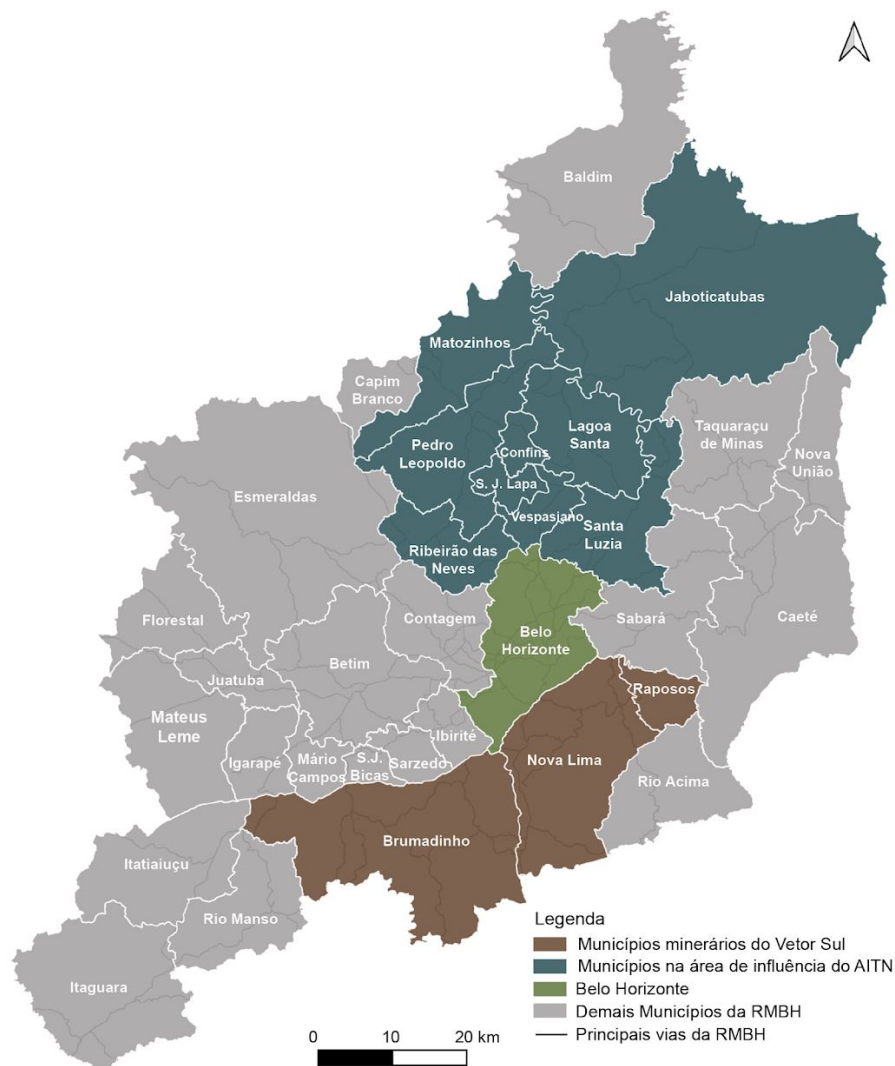 Baldim
Jaboticatubas
Matozinhos
Capim
Branco
Lagoa
Santa
Taquaraçu
de Minas
Pedro
Leopoldo
Confins
Nova
União
S. J. Lapa
Esmeraldas
Vespasiano
Santa
Luzia
Ribeirão das
Neves
Florestal
Contagem
Sabará
Caeté
Belo
Horizonte
Betim
Juatuba
Raposos
Mateus
Leme
Ibirité
Igarapé
Mário
Campos
S.J.
Bicas
Sarzedo
Nova Lima
Rio Acima
Brumadinho
Itatiaiuçu
Rio Manso
Itaguara
Legenda
Municípios minerários do Vetor Sul
Municípios na área de influência do AITN
Belo Horizonte
Demais Municípios da RMBH
Principais vias da RMBH
0 10 20 km